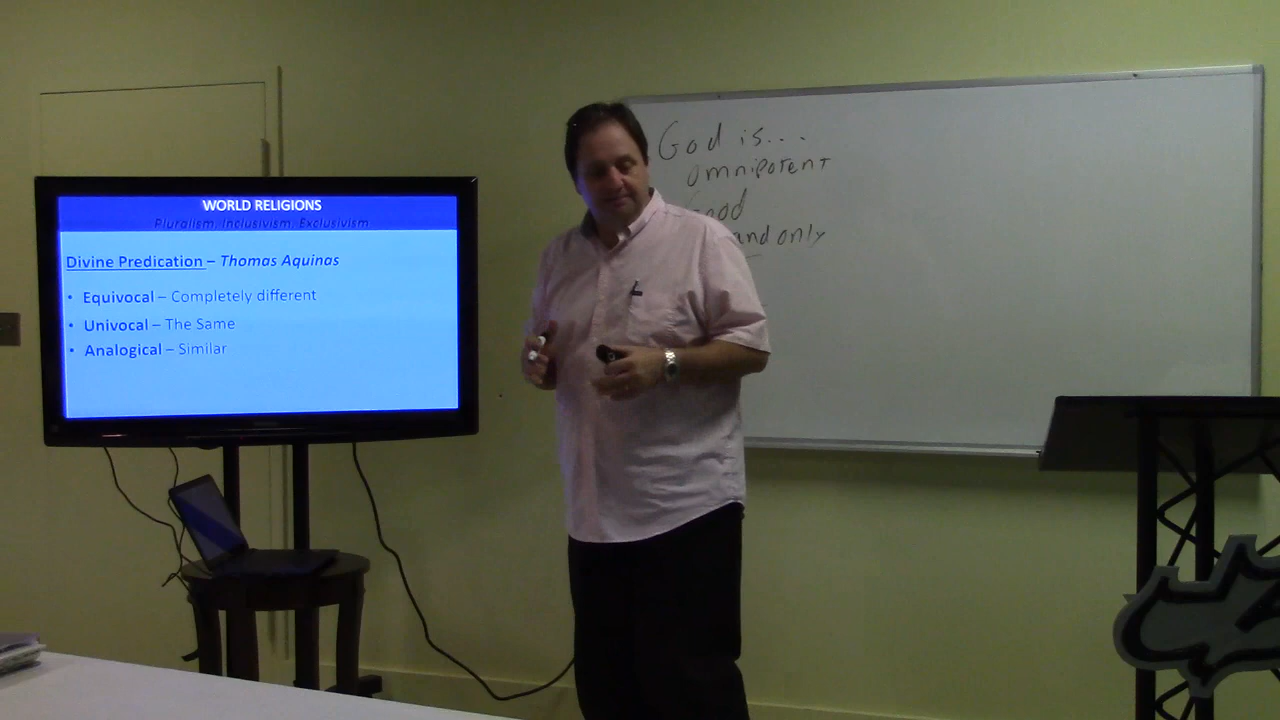 WORLD RELIGIONS
Pluralism, Inclusivism, Exclusivism
Divine Predication – Thomas Aquinas
• Equivocal – Completely different
• Univocal – The Same
• Analogical – Similar
God is...
omnipotent
Good
and only